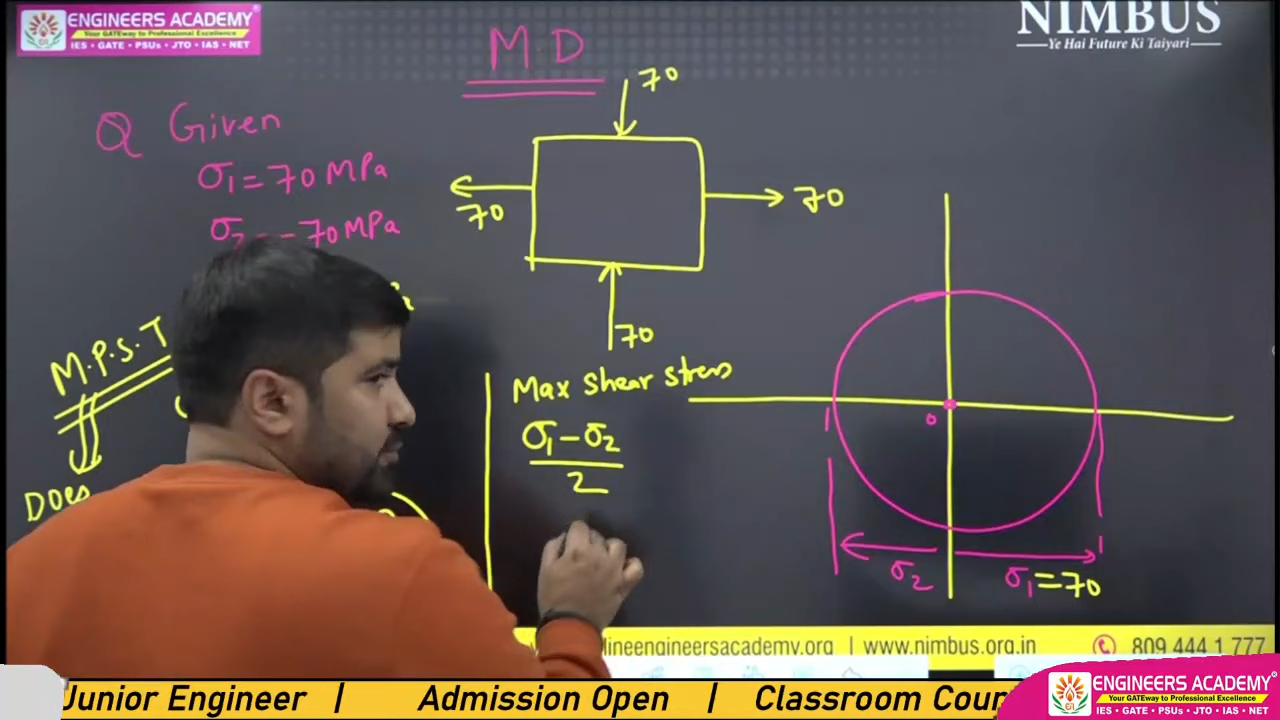 ENGINEERS ACADEMY
Your GATEway to Professional Excellence
IES • GATE • PSUs • JTO • IAS • NET
NIMBUS
Ye Hai Future Ki Taiyari
M.D
70
Q Given
σ1 = 70 MPa
70
70
σ2 = -70 MPa
70
M.P.S.T
Max shear stress
σ1 - σ2
2
0
Does
σ2
σ1 = 70
lineengineersacademy.org | www.nimbus.org.in
809 444 1 777
Junior Engineer | Admission Open | Classroom Cour
ENGINEERS ACADEMY
Your GATEway to Professional Excellence
IES • GATE • PSUs • JTO • IAS • NET